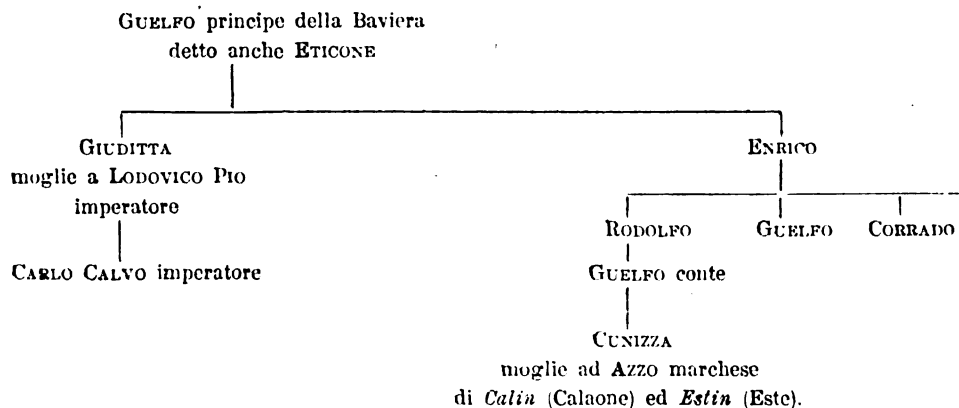 GUELFO principe della Baviera
detto anche ETICONE
GIUDITTA
moglie a LODOVICO PIO
imperatore
CARLO CALVO imperatore
ENRICO
RODOLFO GUELFO CORRADO
GUELFO conte
CUNIZZA
moglie ad AZZO marchese
di Calin (Calaone) ed Estin (Este).